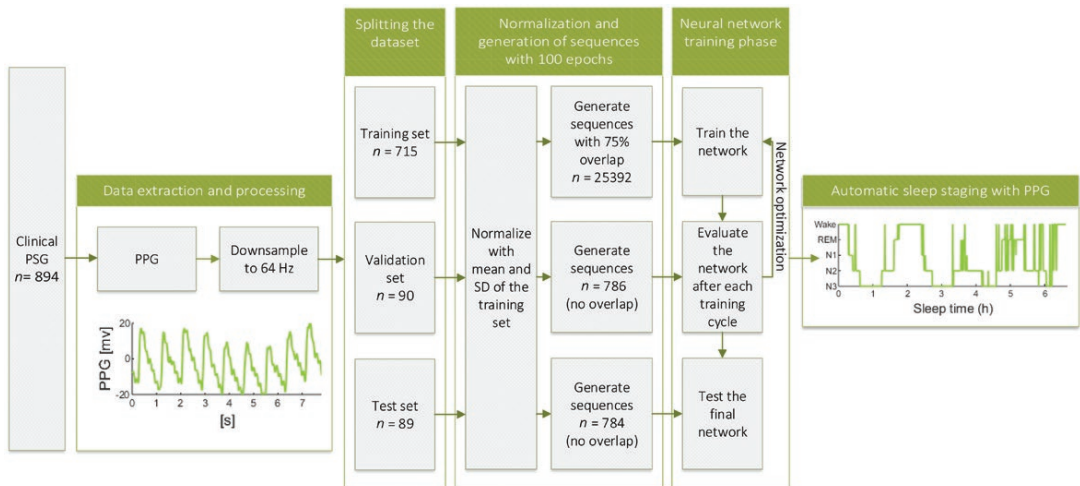 Clinical
PSG
n= 894
Data extraction and processing
PPG
Downsample
to 64 Hz
PPG [mv]
20
0
-20
0 1 2 3 4 5 6 7
[s]
Splitting the
dataset
Training set
n = 715
Validation
set
n = 90
Test set
n = 89
Normalization and
generation of sequences
with 100 epochs
Normalize
with
mean and
SD of the
training
set
Generate
sequences
with 75%
overlap
n = 25392
Generate
sequences
n = 786
(no overlap)
Generate
sequences
n = 784
(no overlap)
Neural network
training phase
Train the
network
Evaluate
the
network
after each
training
cycle
Test the
final
network
Network optimization
Automatic sleep staging with PPG
Wake
REM
N1
N2
N3
0 1 2 3 4 5 6
Sleep time (h)